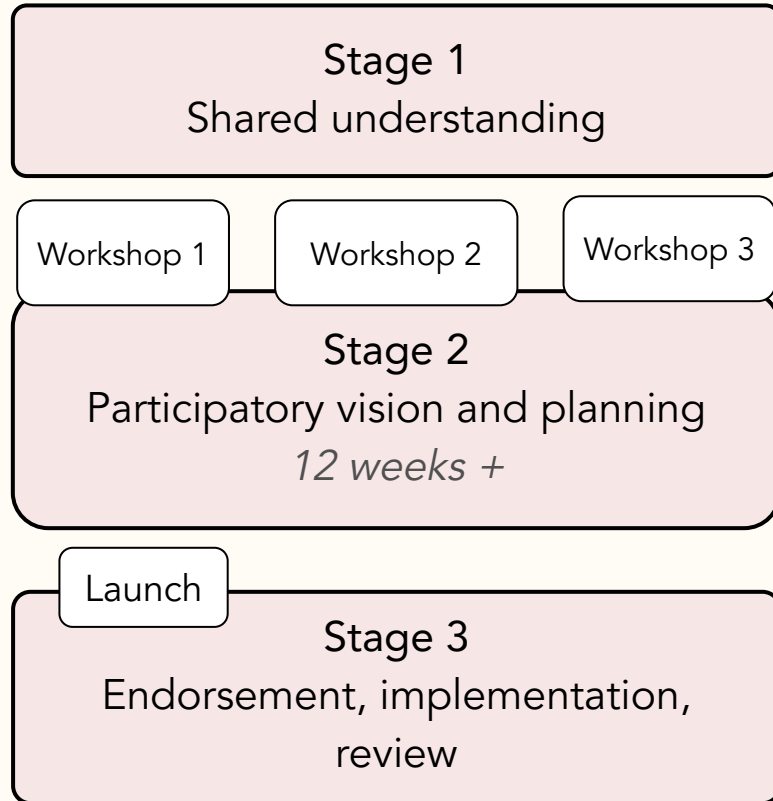 Stage 1
Shared understanding
Workshop 1
Workshop 2
Workshop 3
Stage 2
Participatory vision and planning
12 weeks +
Launch
Stage 3
Endorsement, implementation,
review